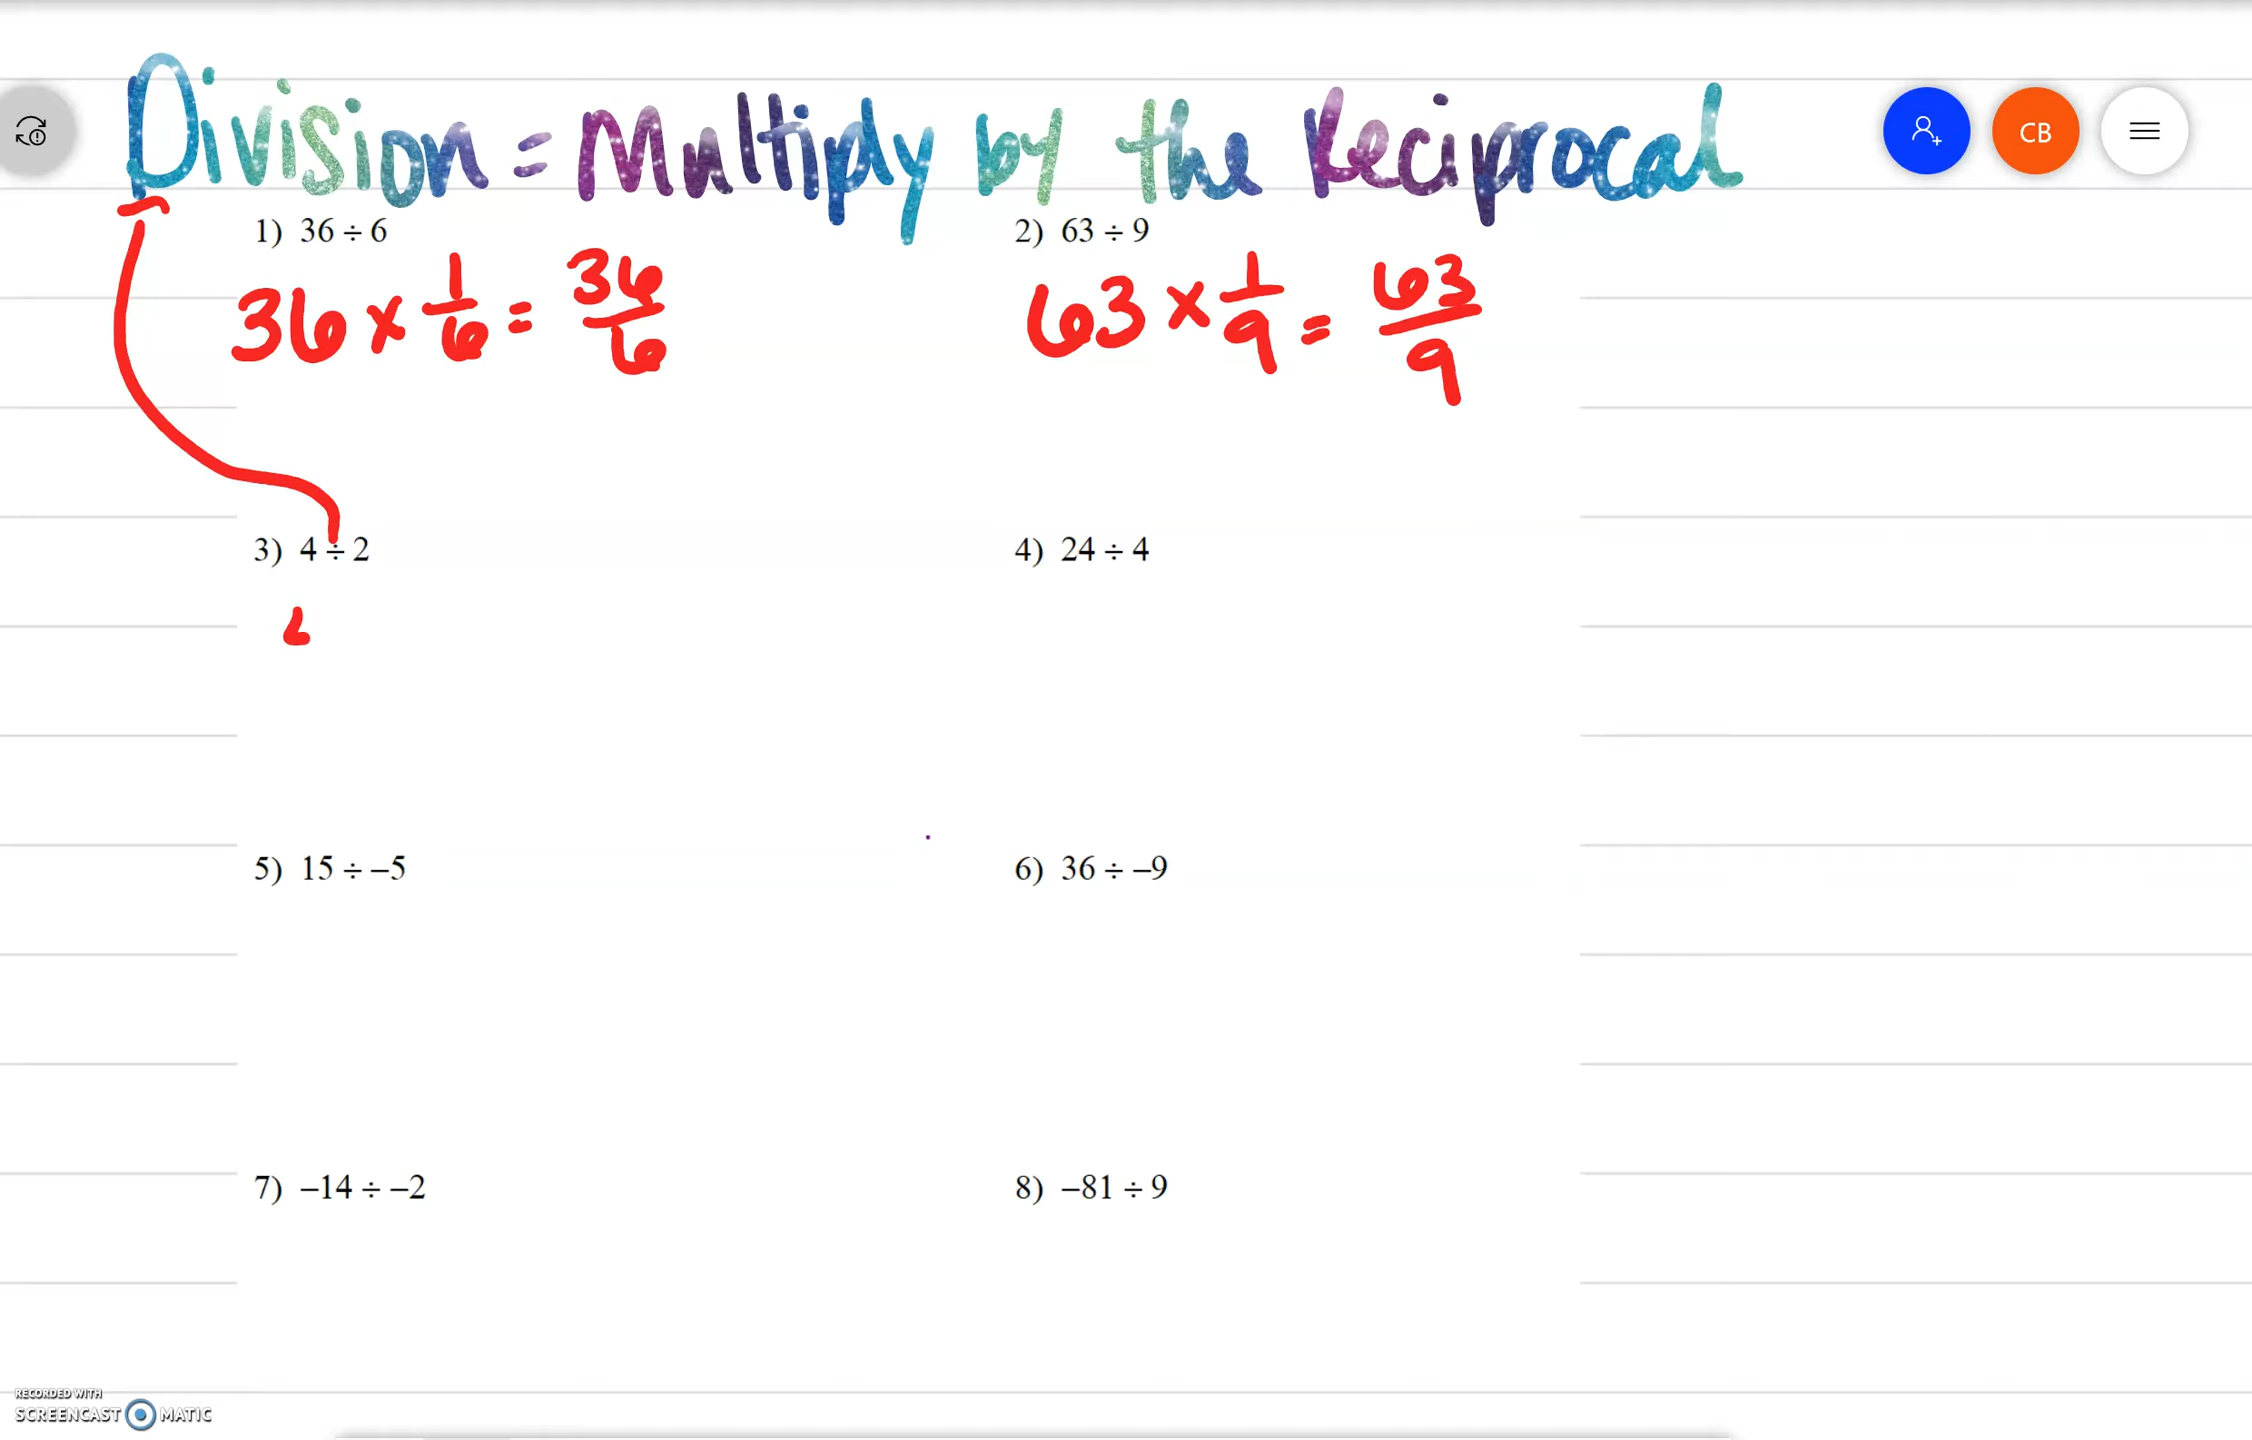 Division = Multiply by the Reciprocal
CB
1) 36 ÷ 6
2) 63 ÷ 9
36 × 1/6 = 36/6
63 × 1/9 = 63/9
3) 4 ÷ 2
4) 24 ÷ 4
5) 15 ÷ –5
6) 36 ÷ –9
7) –14 ÷ –2
8) –81 ÷ 9
RECORDED WITH
SCREENCAST MATIC